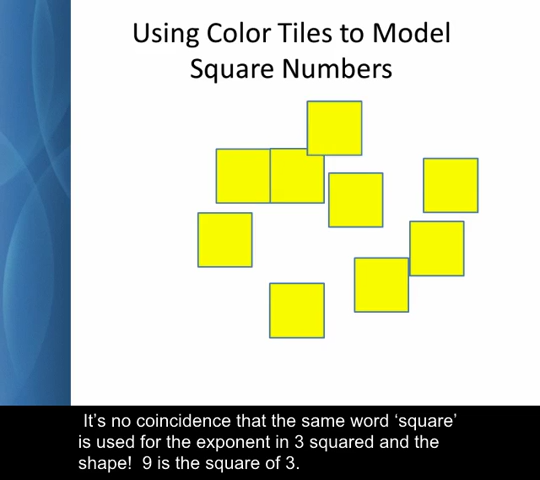 Using Color Tiles to Model
Square Numbers
It’s no coincidence that the same word ‘square’
is used for the exponent in 3 squared and the
shape!  9 is the square of 3.